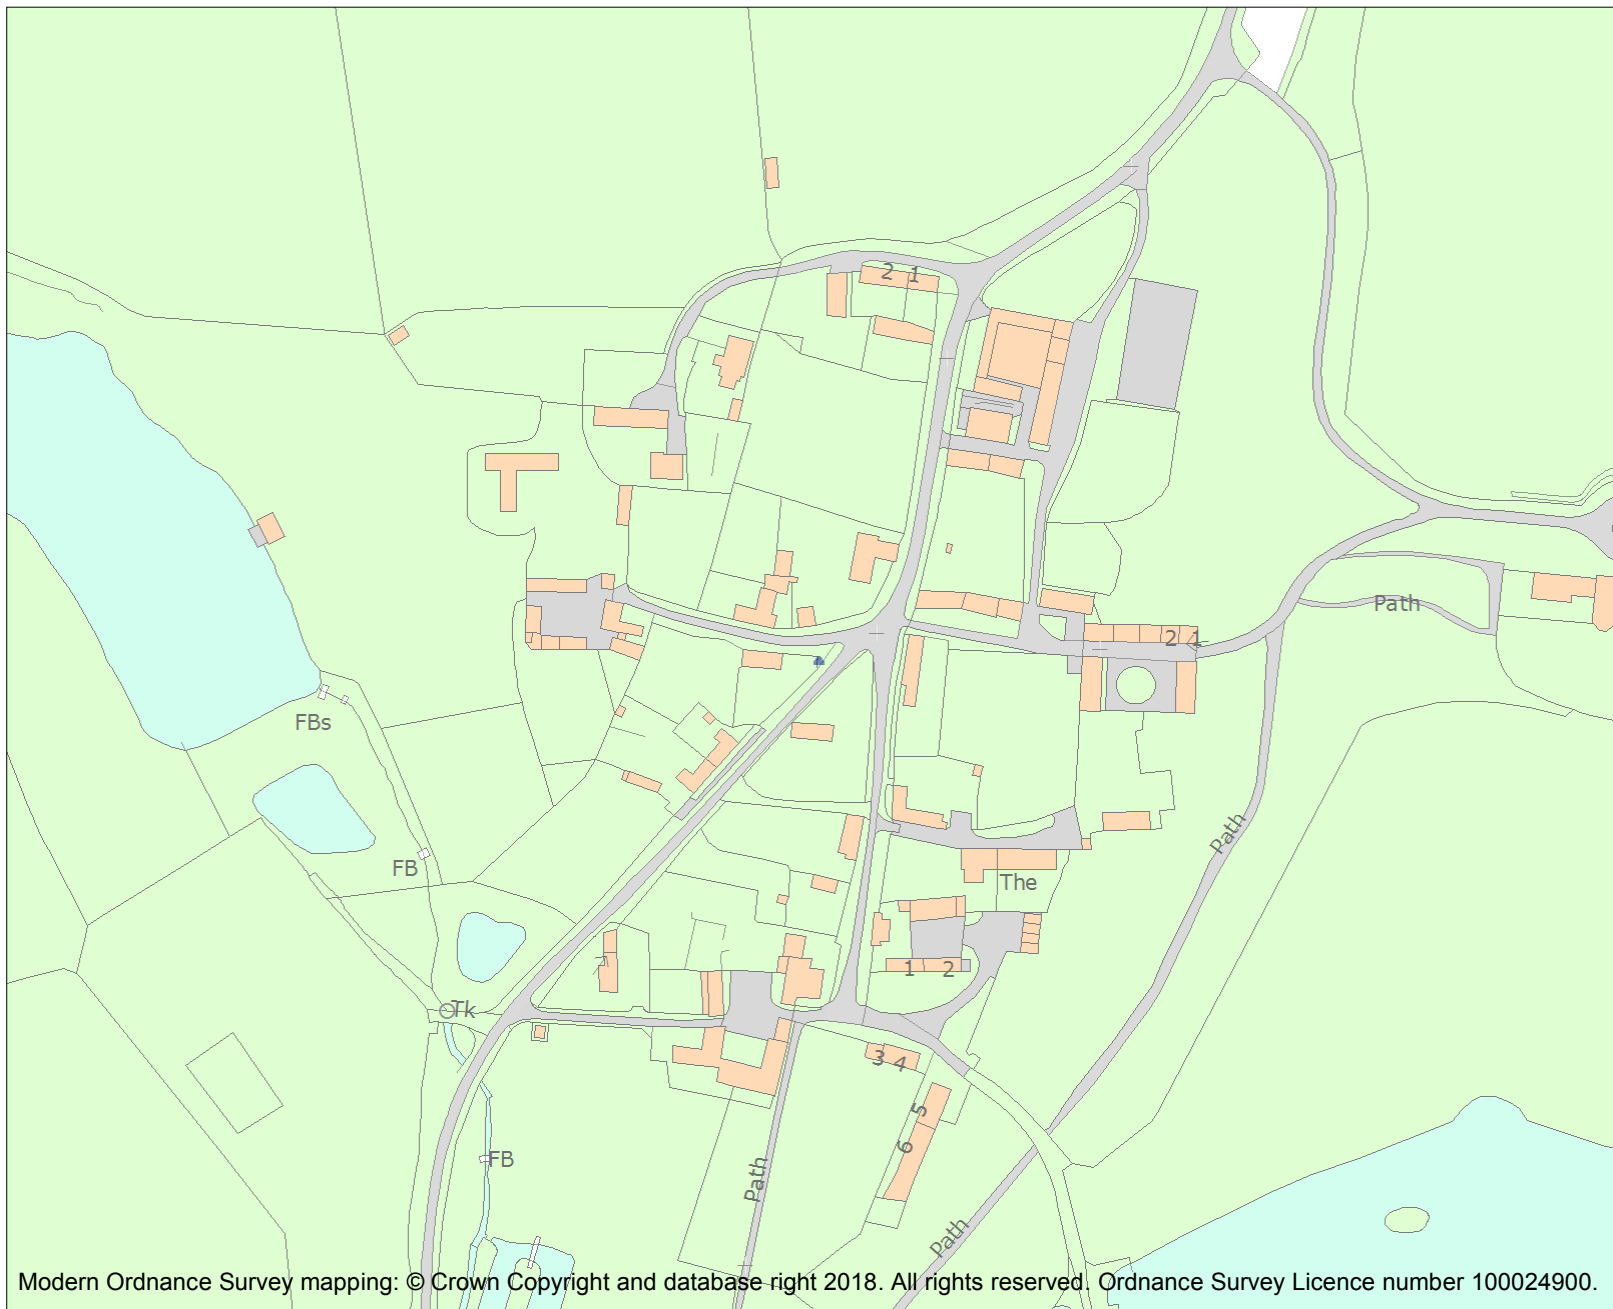 2 1
Path
2 1
FBs
Path
FB
The
1 2
Tk
3 4
5
FB
6
Path
Path
Modern Ordnance Survey mapping: © Crown Copyright and database right 2018. All rights reserved. Ordnance Survey Licence number 100024900.